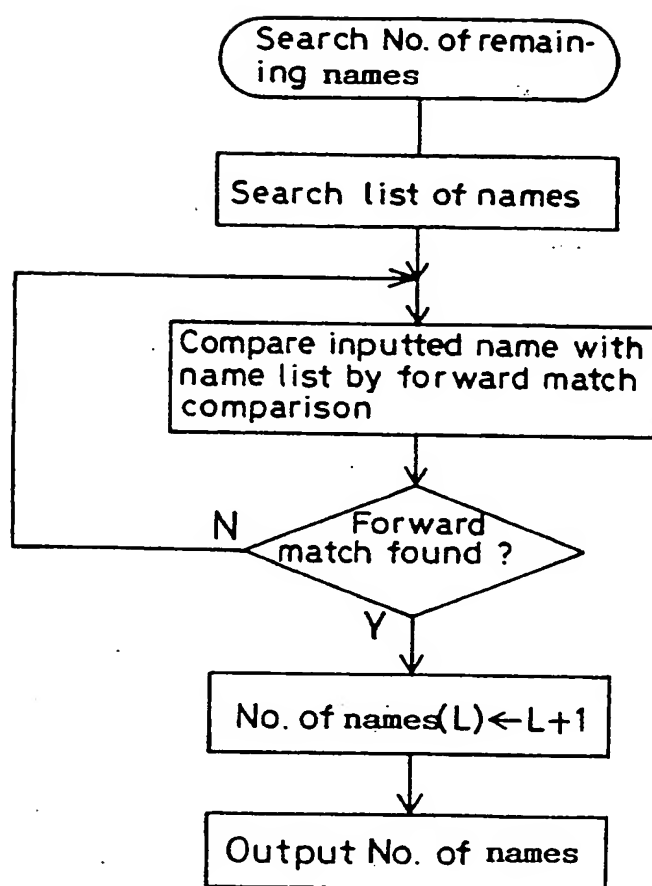 Search No. of remain-
ing names
Search list of names
Compare inputted name with
name list by forward match
comparison
N
Forward
match found ?
Y
No. of names(L)←L+1
Output No. of names